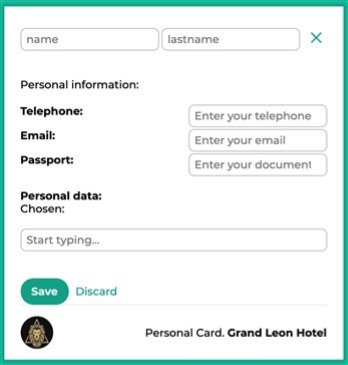 name lastname
Personal information:
Telephone: Enter your telephone
Email: Enter your email
Passport: Enter your document
Personal data:
Chosen:
Start typing...
Save Discard
Personal Card. Grand Leon Hotel